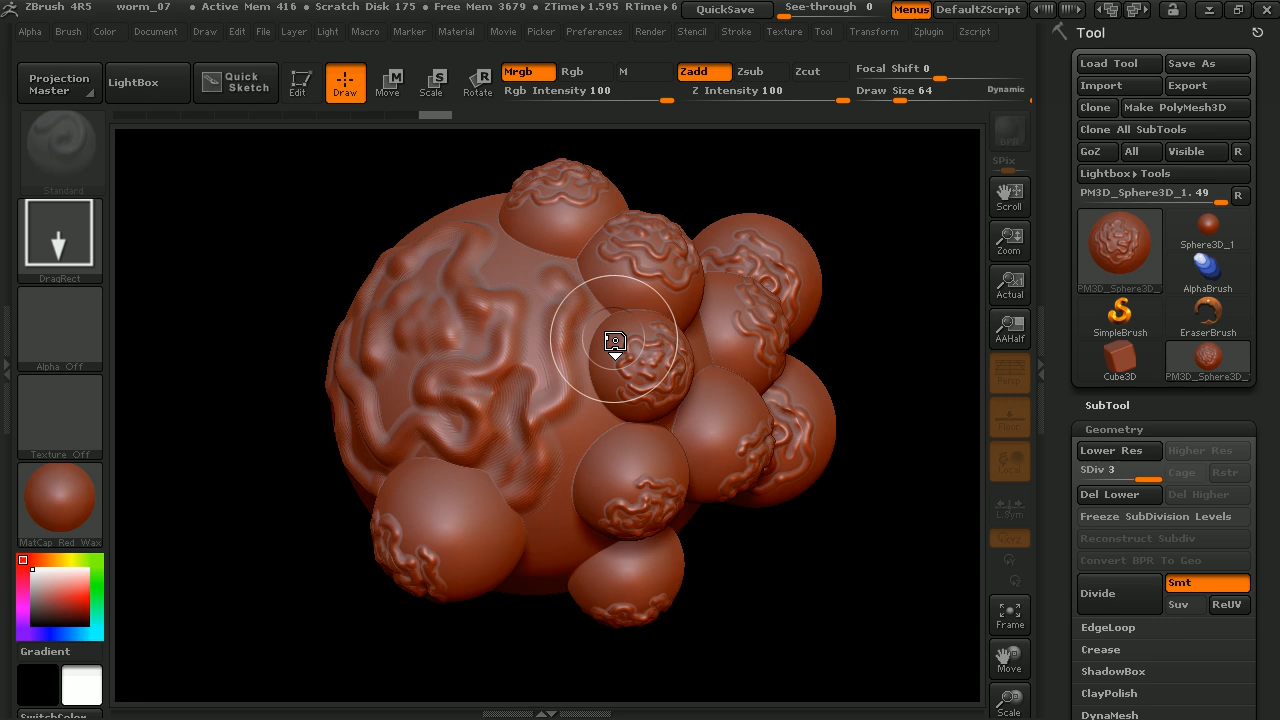 ZBrush 4R5 worm_07 • Active Mem 416 • Scratch Disk 175 • Free Mem 3679 • ZTime▸1.595 RTime▸6 QuickSave See-through 0 Menus DefaultZScript
Alpha Brush Color Document Draw Edit File Layer Light Macro Marker Material Movie Picker Preferences Render Stencil Stroke Texture Tool Transform Zplugin Zscript
Projection Master
LightBox
Quick Sketch
Edit
Draw
Move
Scale
Rotate
Mrgb Rgb M
Rgb Intensity 100
Zadd Zsub Zcut
Z Intensity 100
Focal Shift 0
Draw Size 64
Dynamic
Standard
DragRect
Alpha Off
Texture Off
MatCap Red Wax
Gradient
SwitchColor
BPR
SPix
Scroll
Zoom
Actual
AAHalf
Persp
Floor
Local
L.Sym
Frame
Move
Scale
Tool
Load Tool Save As
Import Export
Clone Make PolyMesh3D
Clone All SubTools
GoZ All Visible R
Lightbox▸Tools
PM3D_Sphere3D_1. 49 R
PM3D_Sphere3D_
Sphere3D_1
AlphaBrush
SimpleBrush
EraserBrush
Cube3D
PM3D_Sphere3D_
SubTool
Geometry
Lower Res Higher Res
SDiv 3 Cage Rstr
Del Lower Del Higher
Freeze SubDivision Levels
Reconstruct Subdiv
Convert BPR To Geo
Divide
Smt
Suv ReUV
EdgeLoop
Crease
ShadowBox
ClayPolish
DynaMesh